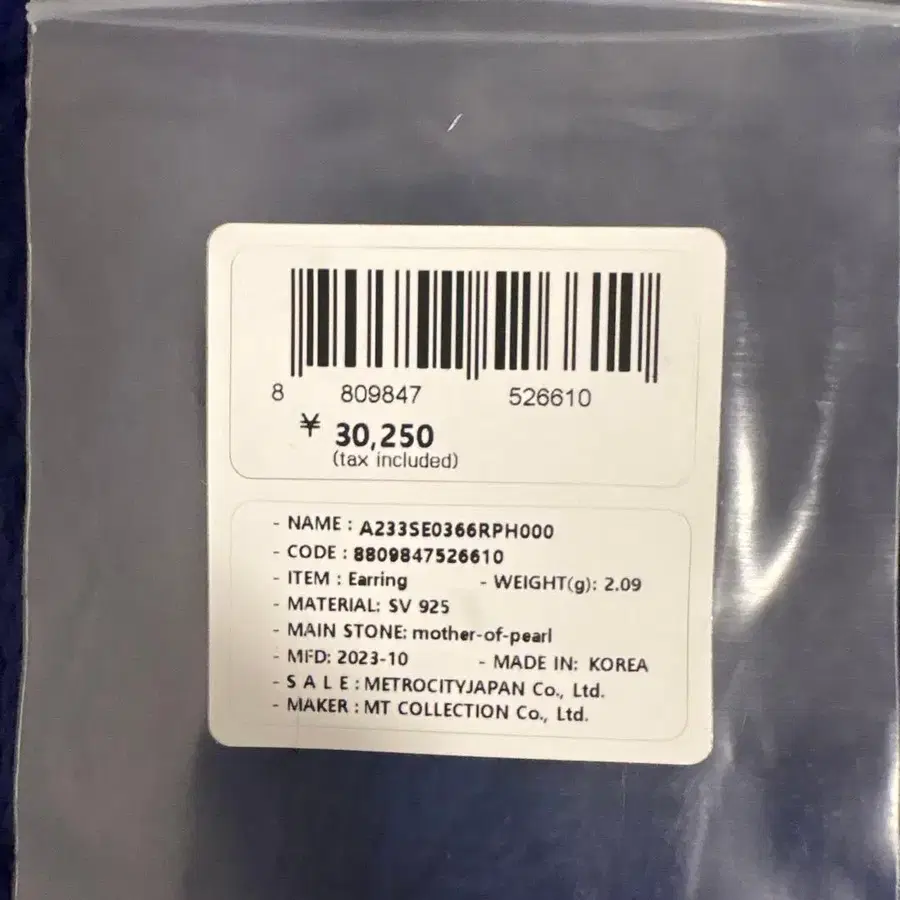 8 809847 526610
¥ 30,250
(tax included)
- NAME : A233SE0366RPH000
- CODE : 8809847526610
- ITEM : Earring - WEIGHT(g): 2.09
- MATERIAL: SV 925
- MAIN STONE: mother-of-pearl
- MFD: 2023-10 - MADE IN: KOREA
- S A L E : METROCITYJAPAN Co., Ltd.
- MAKER : MT COLLECTION Co., Ltd.